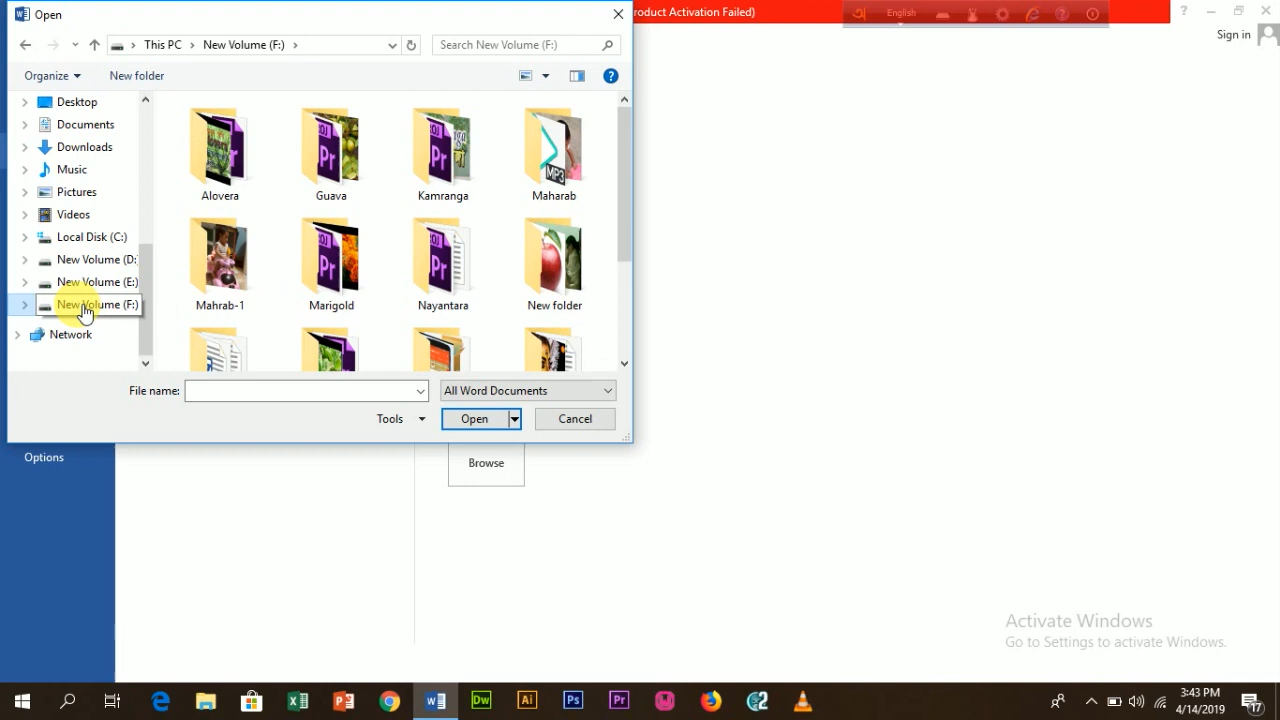 Open
roduct Activation Failed)
English
Sign in
This PC
New Volume (F:)
Search New Volume (F:)
Organize
New folder
Desktop
Documents
Downloads
Music
Pictures
Videos
Local Disk (C:)
New Volume (D:
New Volume (E:)
New Volume (F:)
Network
Alovera
Guava
Kamranga
Maharab
Mahrab-1
Marigold
Nayantara
New folder
File name:
All Word Documents
Tools
Open
Cancel
Options
Browse
Activate Windows
Go to Settings to activate Windows.
3:43 PM
4/14/2019
17